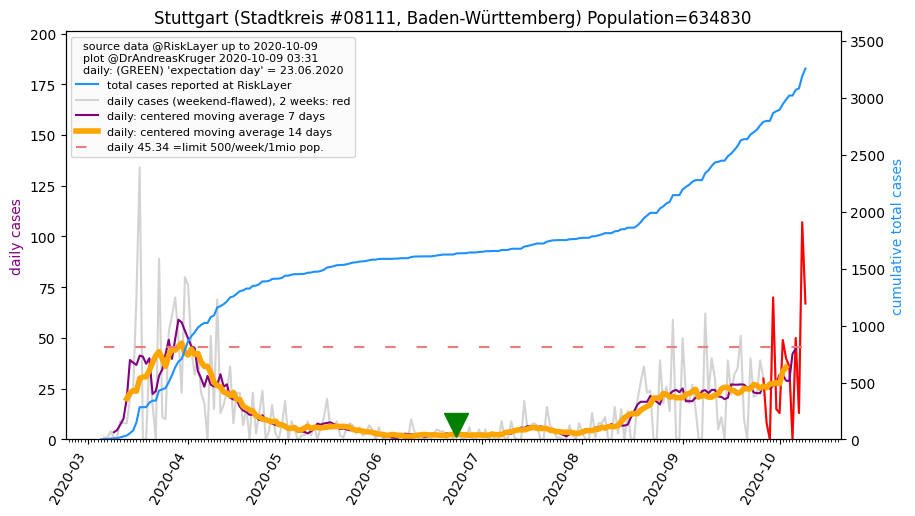 Stuttgart (Stadtkreis #08111, Baden-Württemberg) Population=634830
source data @RiskLayer up to 2020-10-09
plot @DrAndreasKruger 2020-10-09 03:31
daily: (GREEN) 'expectation day' = 23.06.2020
total cases reported at RiskLayer
daily cases (weekend-flawed), 2 weeks: red
daily: centered moving average 7 days
daily: centered moving average 14 days
daily 45.34 =limit 500/week/1mio pop.
daily cases
200
175
150
125
100
75
50
25
0
3500
3000
2500
2000
1500
1000
500
0
cumulative total cases
2020-03
2020-04
2020-05
2020-06
2020-07
2020-08
2020-09
2020-10